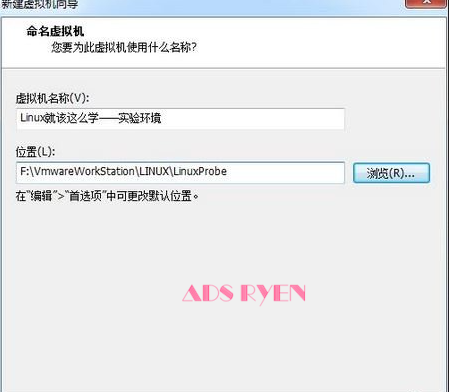 新建虚拟机向导
命名虚拟机
您要为此虚拟机使用什么名称?
虚拟机名称(V):
Linux就该这么学——实验环境
位置(L):
F:\VmwareWorkStation\LINUX\LinuxProbe
浏览(R)...
在“编辑”>“首选项”中可更改默认位置。
ADS RYEN